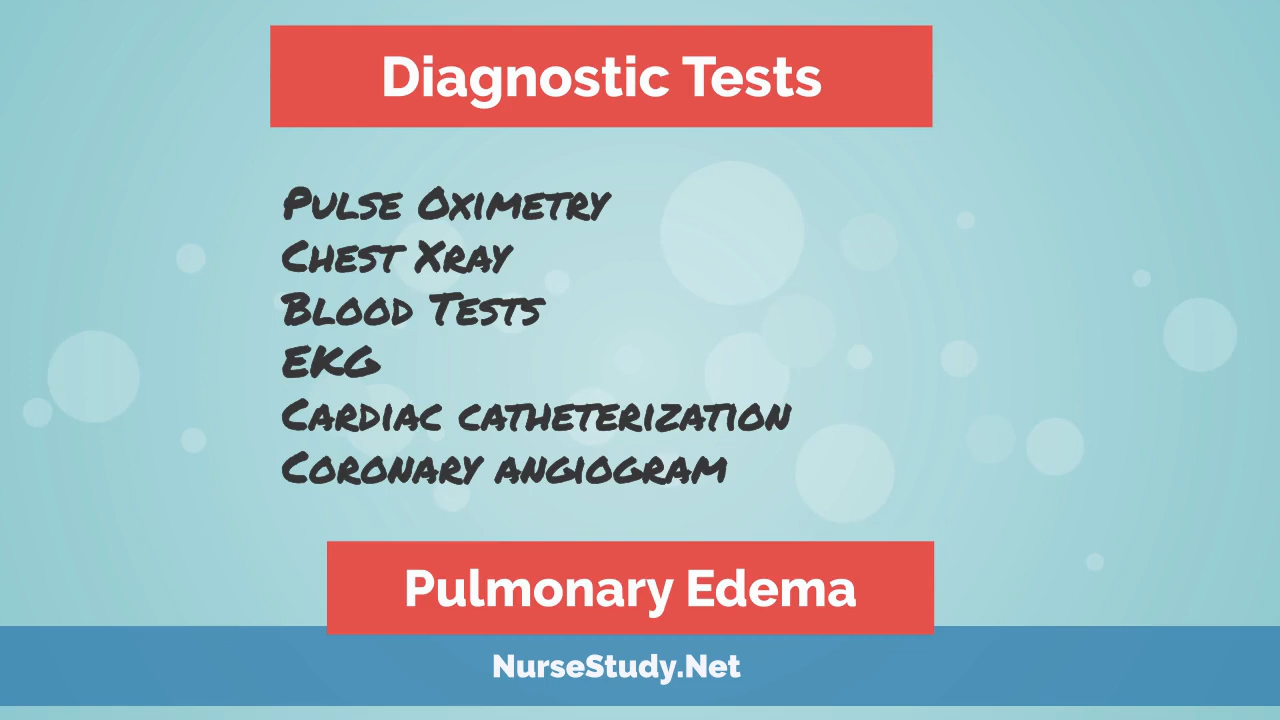 Diagnostic Tests
Pulse Oximetry
Chest Xray
Blood Tests
EKG
Cardiac catheterization
Coronary angiogram
Pulmonary Edema
NurseStudy.Net